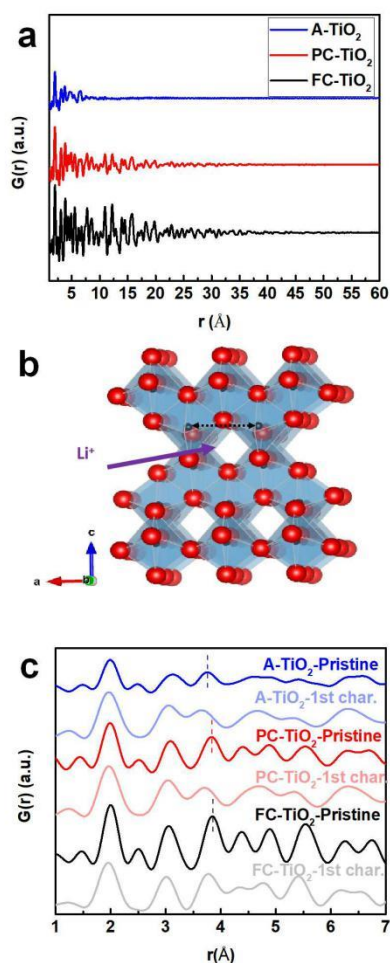 a
A-TiO₂
PC-TiO₂
FC-TiO₂
G(r) (a.u.)
5 10 15 20 25 30 35 40 45 50 55 60
r (Å)
b
Li⁺
c
a b
c
A-TiO₂-Pristine
A-TiO₂-1st char.
PC-TiO₂-Pristine
PC-TiO₂-1st char.
FC-TiO₂-Pristine
FC-TiO₂-1st char.
G(r) (a.u.)
1 2 3 4 5 6 7
r(Å)